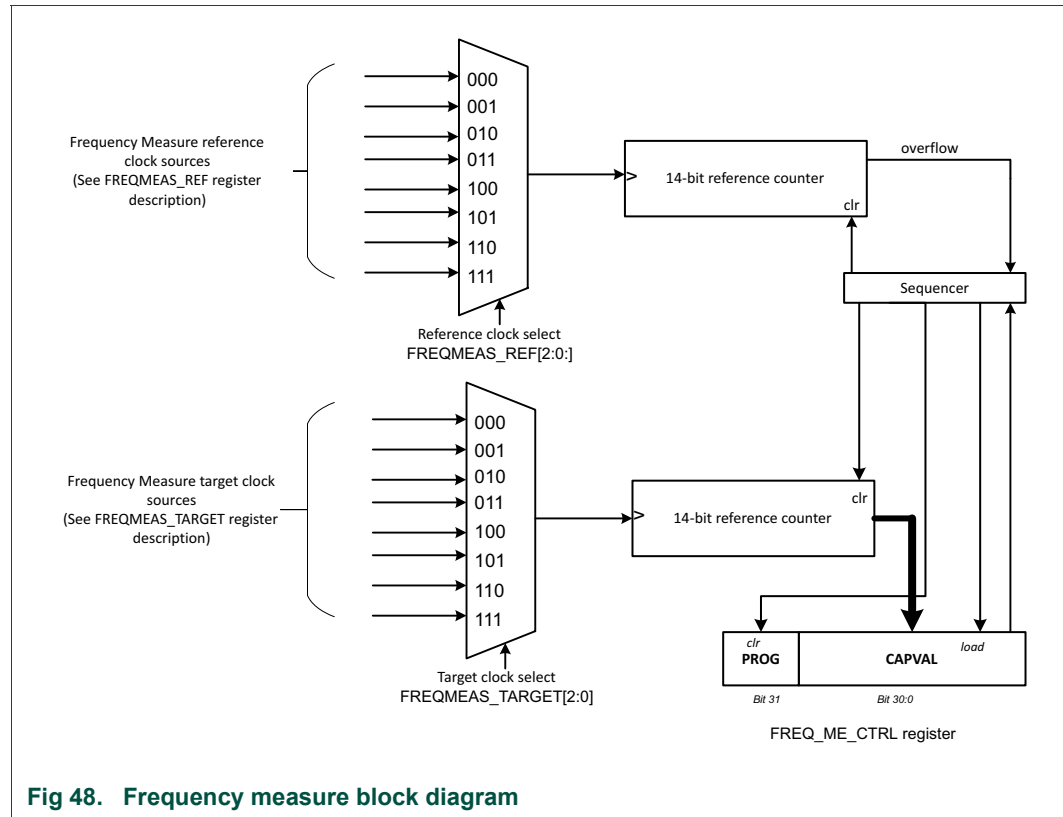 Frequency Measure reference
clock sources
(See FREQMEAS_REF register
description)
000
001
010
011
100
101
110
111
Reference clock select
FREQMEAS_REF[2:0:]
14-bit reference counter
clr
overflow
Sequencer
Frequency Measure target clock
sources
(See FREQMEAS_TARGET register
description)
000
001
010
011
100
101
110
111
Target clock select
FREQMEAS_TARGET[2:0]
14-bit reference counter
clr
clr
PROG
load
CAPVAL
Bit 31
Bit 30:0
FREQ_ME_CTRL register
Fig 48. Frequency measure block diagram